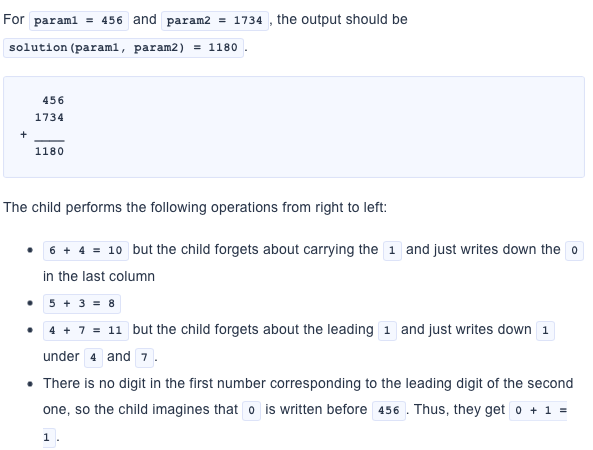 For param1 = 456 and param2 = 1734, the output should be
solution(param1, param2) = 1180.
456
1734
+ ____
1180
The child performs the following operations from right to left:
• 6 + 4 = 10 but the child forgets about carrying the 1 and just writes down the 0
in the last column
• 5 + 3 = 8
• 4 + 7 = 11 but the child forgets about the leading 1 and just writes down 1
under 4 and 7.
• There is no digit in the first number corresponding to the leading digit of the second
one, so the child imagines that 0 is written before 456. Thus, they get 0 + 1 =
1.